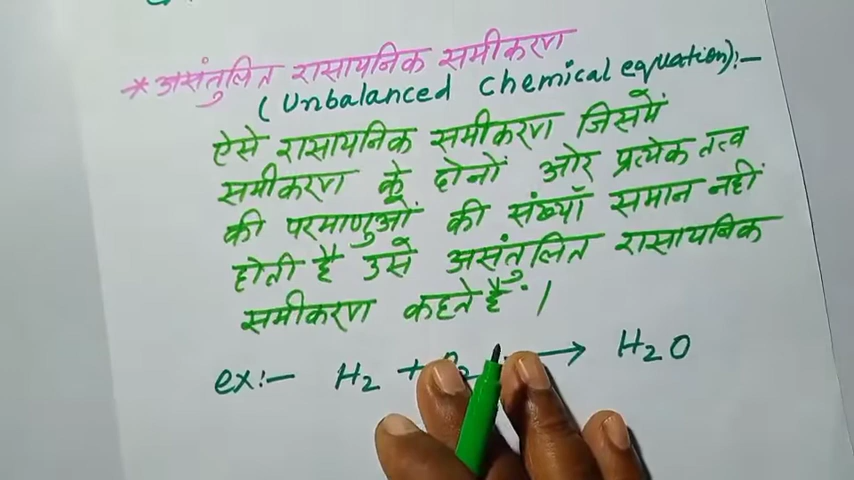 * असंतुलित रासायनिक समीकरण
(Unbalanced chemical equation):-
ऐसे रासायनिक समीकरण जिसमें
समीकरण के दोनों ओर प्रत्येक तत्व
की परमाणुओं की संख्याँ समान नहीं
होती है उसे असंतुलित रासायनिक
समीकरण कहते है ।
ex:- H₂ + → H₂O